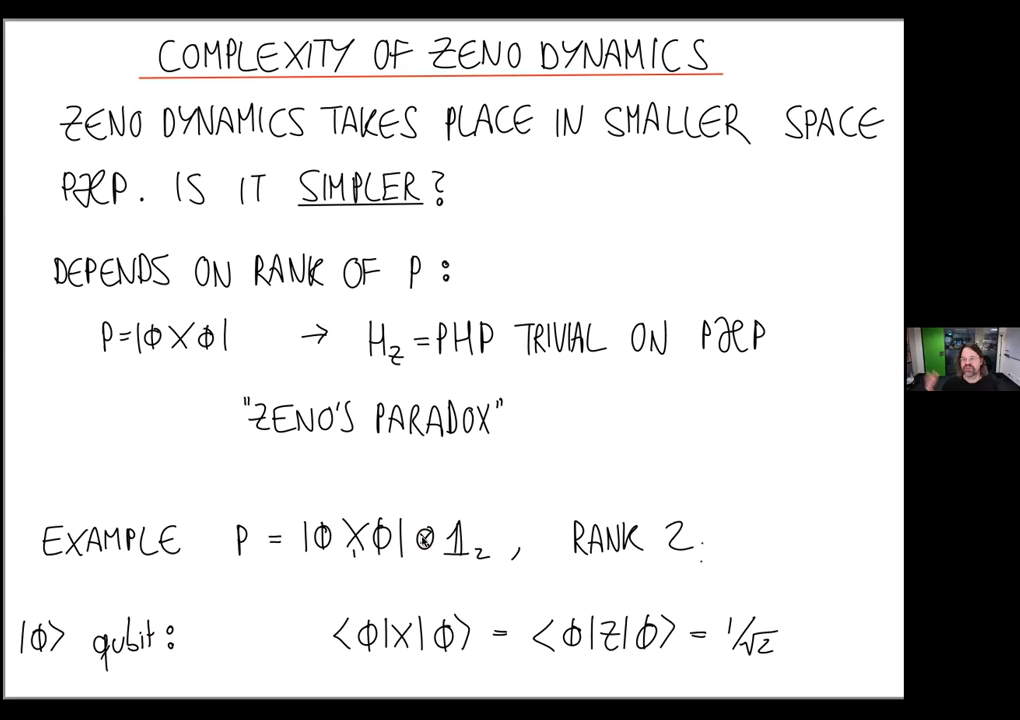 COMPLEXITY OF ZENO DYNAMICS
ZENO DYNAMICS TAKES PLACE IN SMALLER SPACE
PℋP. IS IT SIMPLER?
DEPENDS ON RANK OF P:
P=|ϕ⟩⟨ϕ| → H_Z=PHP TRIVIAL ON PℋP
"ZENO'S PARADOX"
EXAMPLE P = |ϕ⟩⟨ϕ| ⊗ 𝟙₂, RANK 2.
|ϕ⟩ qubit: ⟨ϕ|X|ϕ⟩ = ⟨ϕ|Z|ϕ⟩ = 1/√2